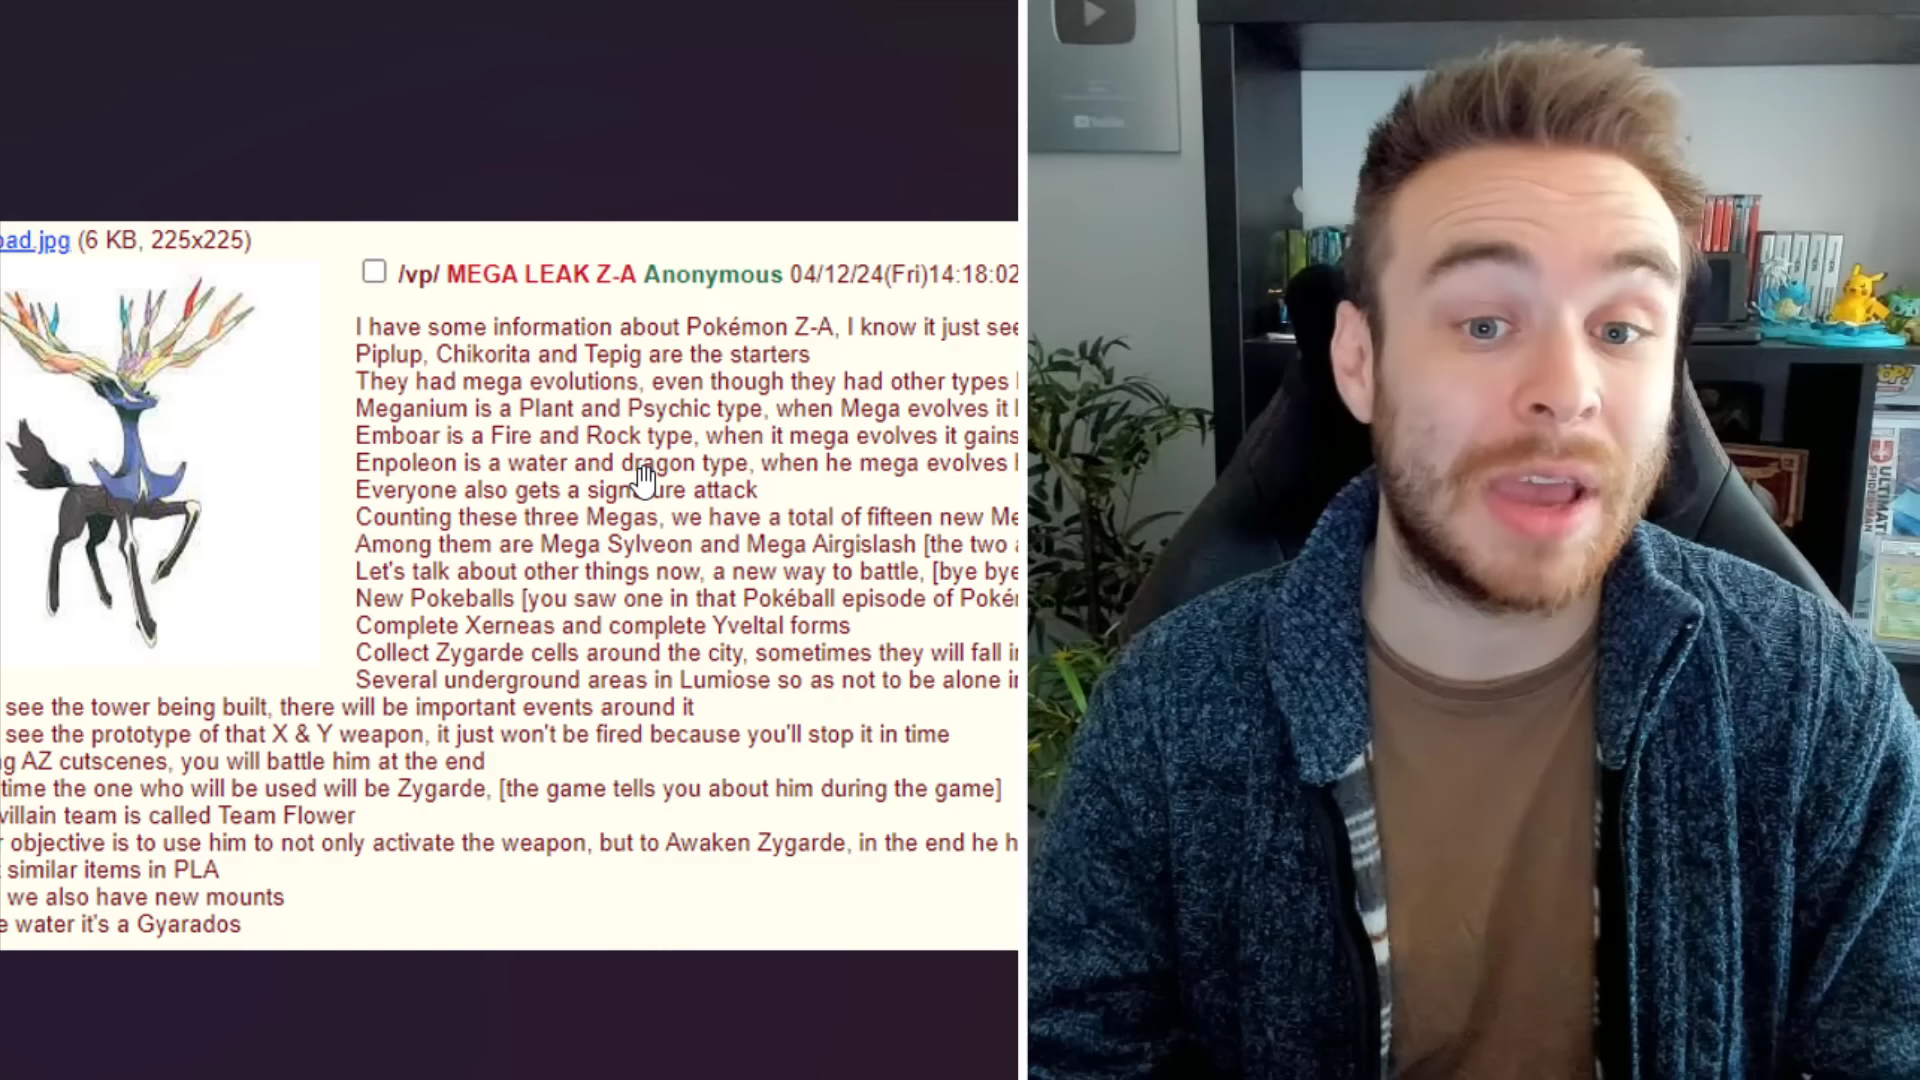 oad.jpg (6 KB, 225x225)
/vp/ MEGA LEAK Z-A Anonymous 04/12/24(Fri)14:18:02
I have some information about Pokémon Z-A, I know it just see
Piplup, Chikorita and Tepig are the starters
They had mega evolutions, even though they had other types
Meganium is a Plant and Psychic type, when Mega evolves it
Emboar is a Fire and Rock type, when it mega evolves it gains
Enpoleon is a water and dragon type, when he mega evolves
Everyone also gets a signature attack
Counting these three Megas, we have a total of fifteen new Me
Among them are Mega Sylveon and Mega Airgislash [the two
Let's talk about other things now, a new way to battle, [bye bye
New Pokeballs [you saw one in that Pokéball episode of Poké
Complete Xerneas and complete Yveltal forms
Collect Zygarde cells around the city, sometimes they will fall i
Several underground areas in Lumiose so as not to be alone i
see the tower being built, there will be important events around it
see the prototype of that X & Y weapon, it just won't be fired because you'll stop it in time
g AZ cutscenes, you will battle him at the end
time the one who will be used will be Zygarde, [the game tells you about him during the game]
villain team is called Team Flower
r objective is to use him to not only activate the weapon, but to Awaken Zygarde, in the end he h
similar items in PLA
we also have new mounts
e water it's a Gyarados
YouTube
POP!
ULTIMAT
SPIDER-MAN